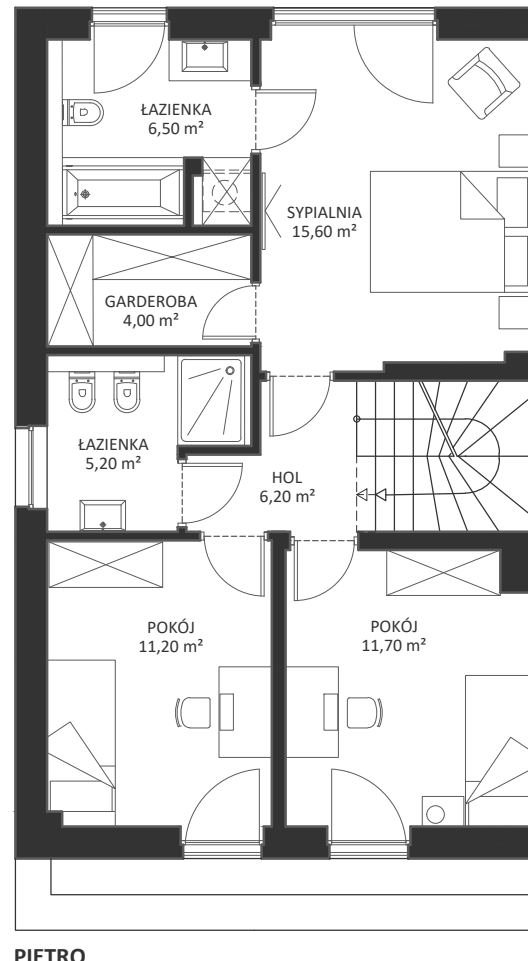 ŁAZIENKA
6,50 m²
SYPIALNIA
15,60 m²
GARDEROBA
4,00 m²
ŁAZIENKA
5,20 m²
HOL
6,20 m²
POKÓJ
11,20 m²
POKÓJ
11,70 m²
PIĘTRO